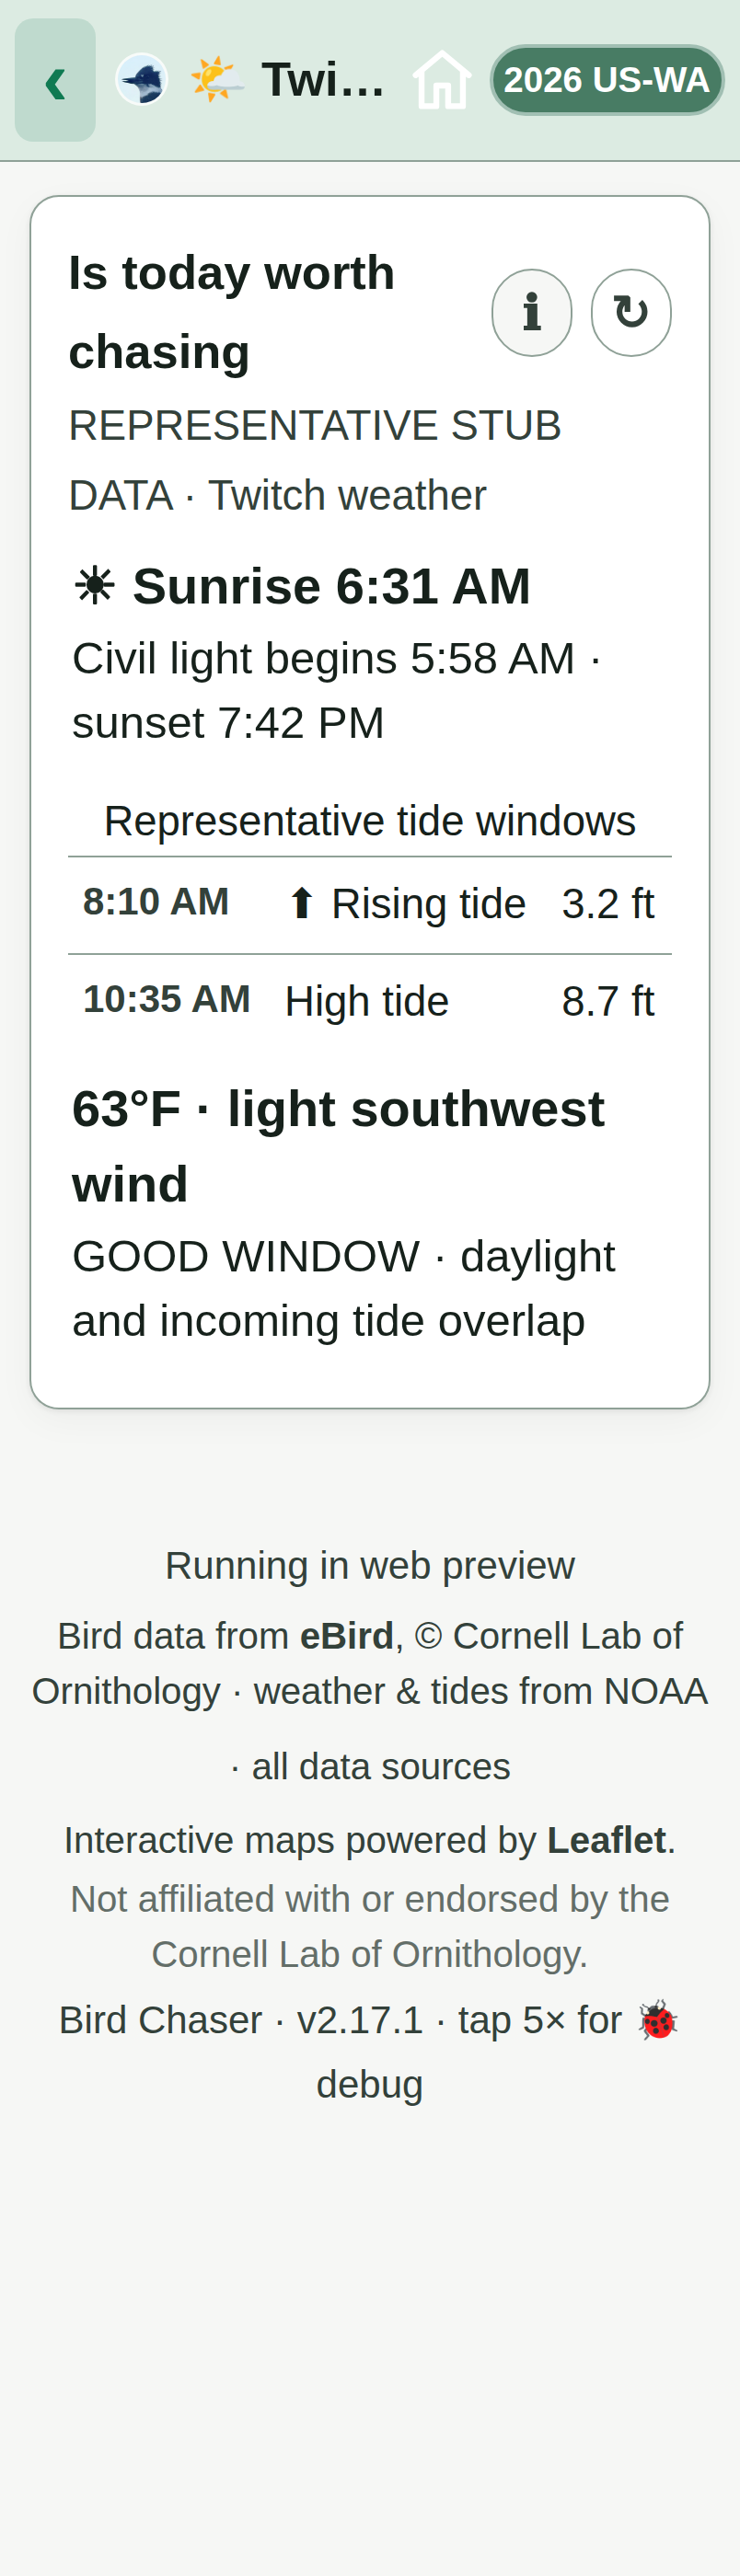 ‹ 🌤️ Twi… 2026 US-WA
Is today worth
chasing
ℹ ↻
REPRESENTATIVE STUB
DATA · Twitch weather
☀ Sunrise 6:31 AM
Civil light begins 5:58 AM ·
sunset 7:42 PM
Representative tide windows
8:10 AM ⬆ Rising tide 3.2 ft
10:35 AM High tide 8.7 ft
63°F · light southwest
wind
GOOD WINDOW · daylight
and incoming tide overlap
Running in web preview
Bird data from eBird, © Cornell Lab of
Ornithology · weather & tides from NOAA
· all data sources
Interactive maps powered by Leaflet.
Not affiliated with or endorsed by the
Cornell Lab of Ornithology.
Bird Chaser · v2.17.1 · tap 5× for 🐞
debug